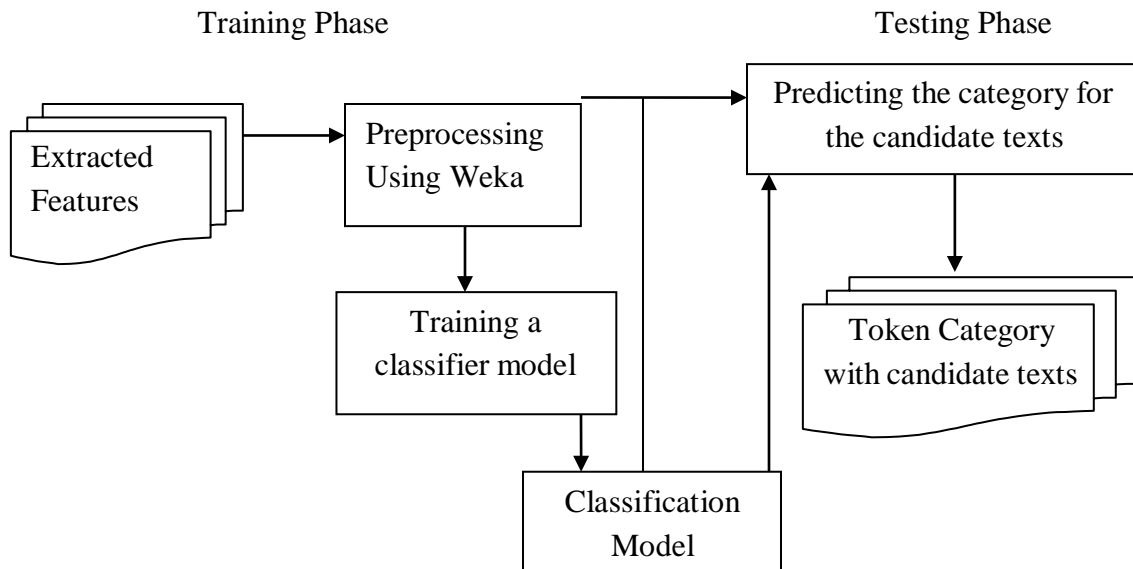 Training Phase
Testing Phase
Extracted
Features
Preprocessing
Using Weka
Training a
classifier model
Classification
Model
Predicting the category for
the candidate texts
Token Category
with candidate texts